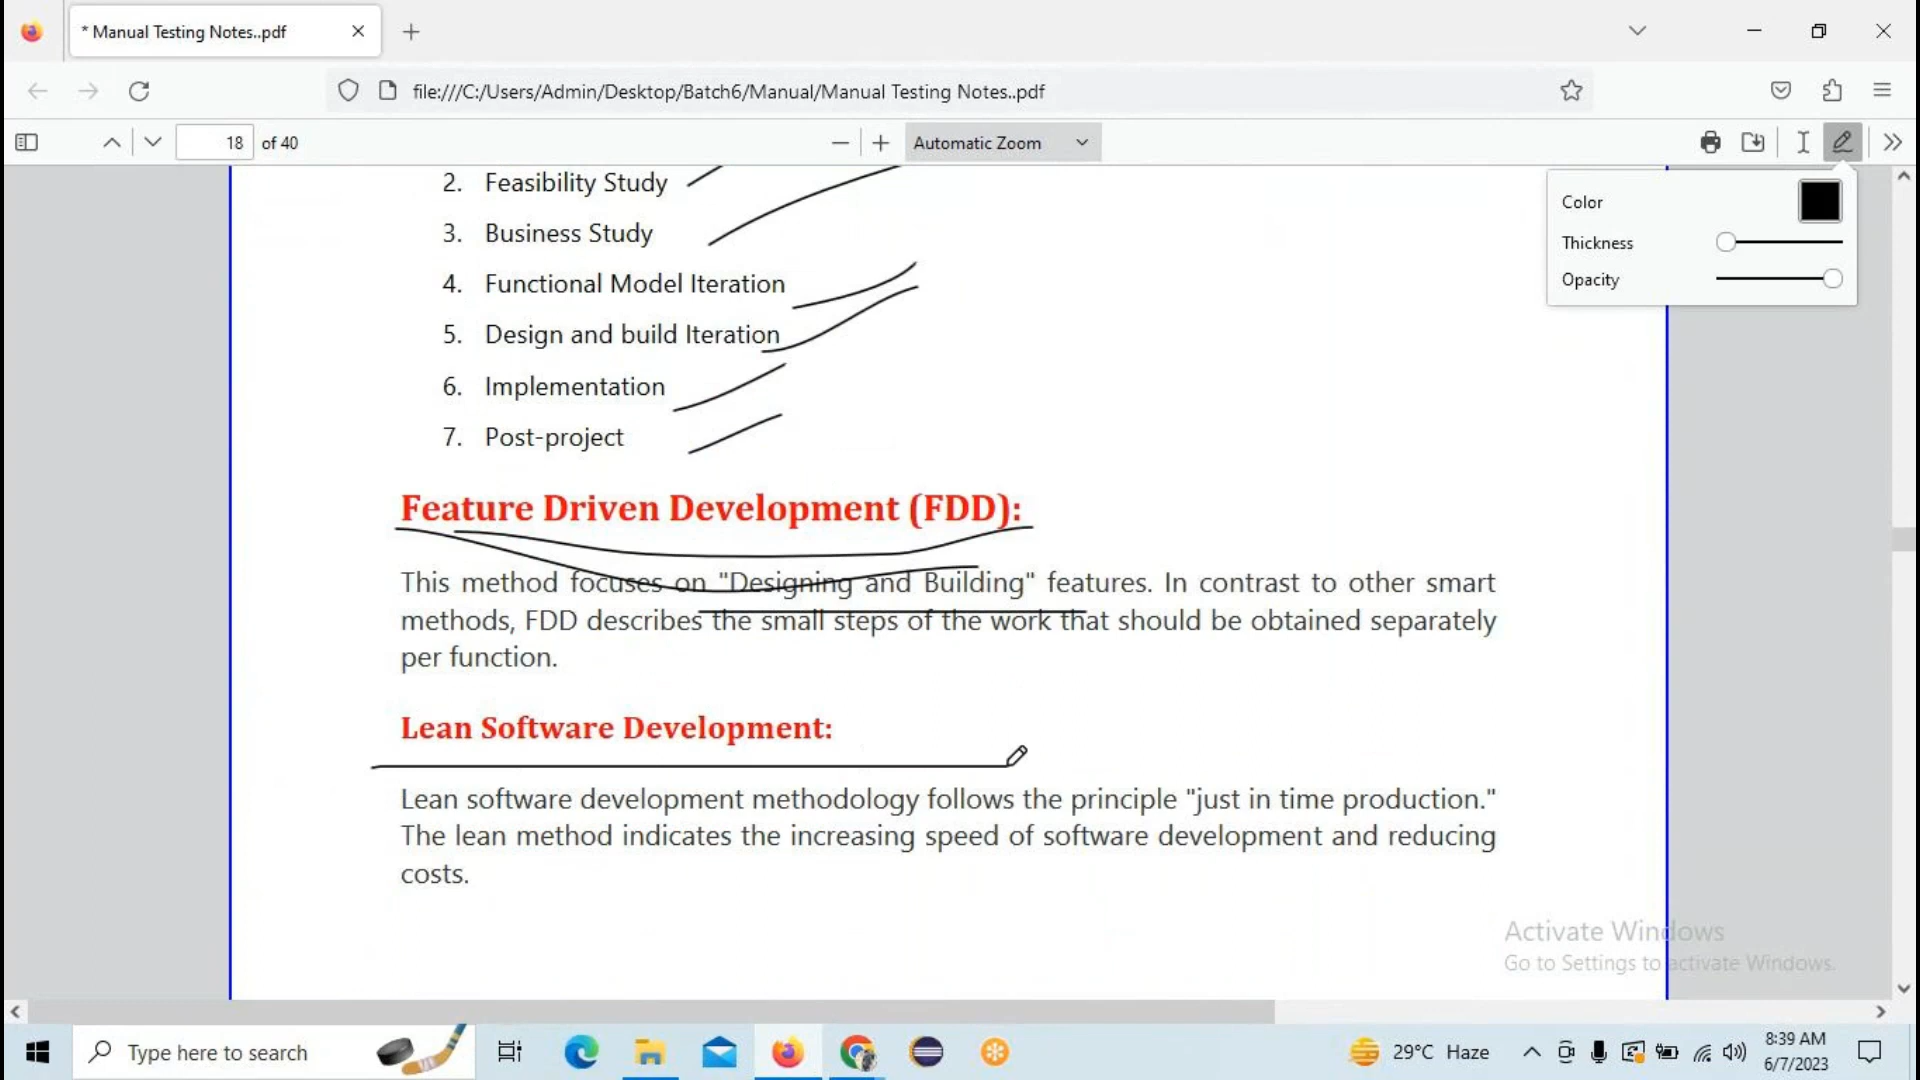 * Manual Testing Notes..pdf
file:///C:/Users/Admin/Desktop/Batch6/Manual/Manual Testing Notes..pdf
18 of 40
Automatic Zoom
Color
Thickness
Opacity
2. Feasibility Study
3. Business Study
4. Functional Model Iteration
5. Design and build Iteration
6. Implementation
7. Post-project
Feature Driven Development (FDD):
This method focuses on "Designing and Building" features. In contrast to other smart
methods, FDD describes the small steps of the work that should be obtained separately
per function.
Lean Software Development:
Lean software development methodology follows the principle "just in time production."
The lean method indicates the increasing speed of software development and reducing
costs.
Activate Windows
Go to Settings to activate Windows.
Type here to search
29°C Haze
8:39 AM
6/7/2023